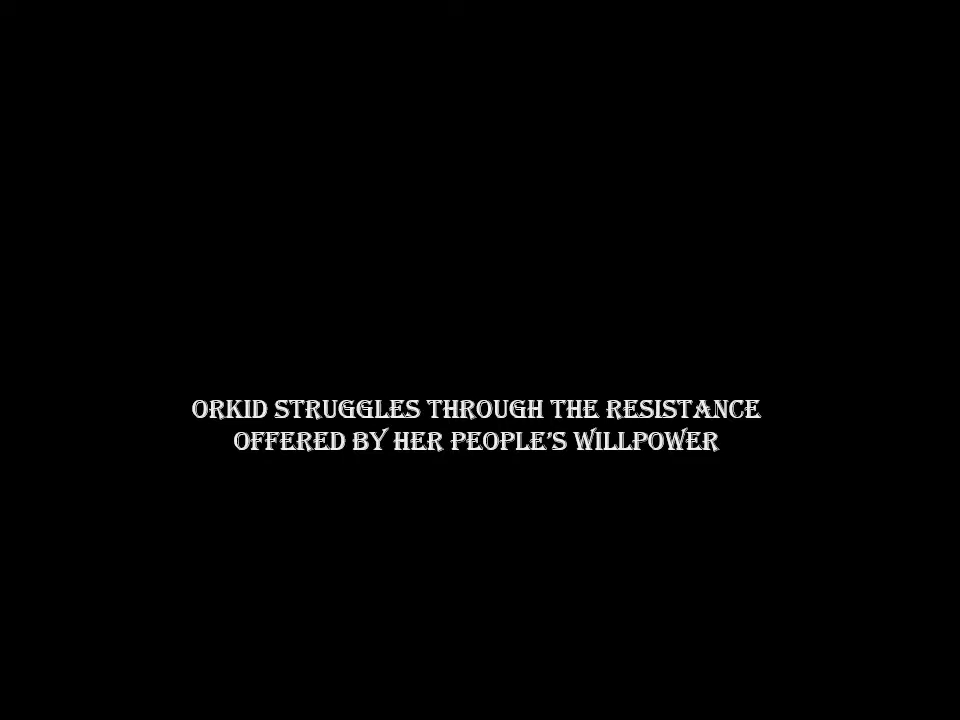 ORKID STRUGGLES THROUGH THE RESISTANCE
OFFERED BY HER PEOPLE'S WILLPOWER